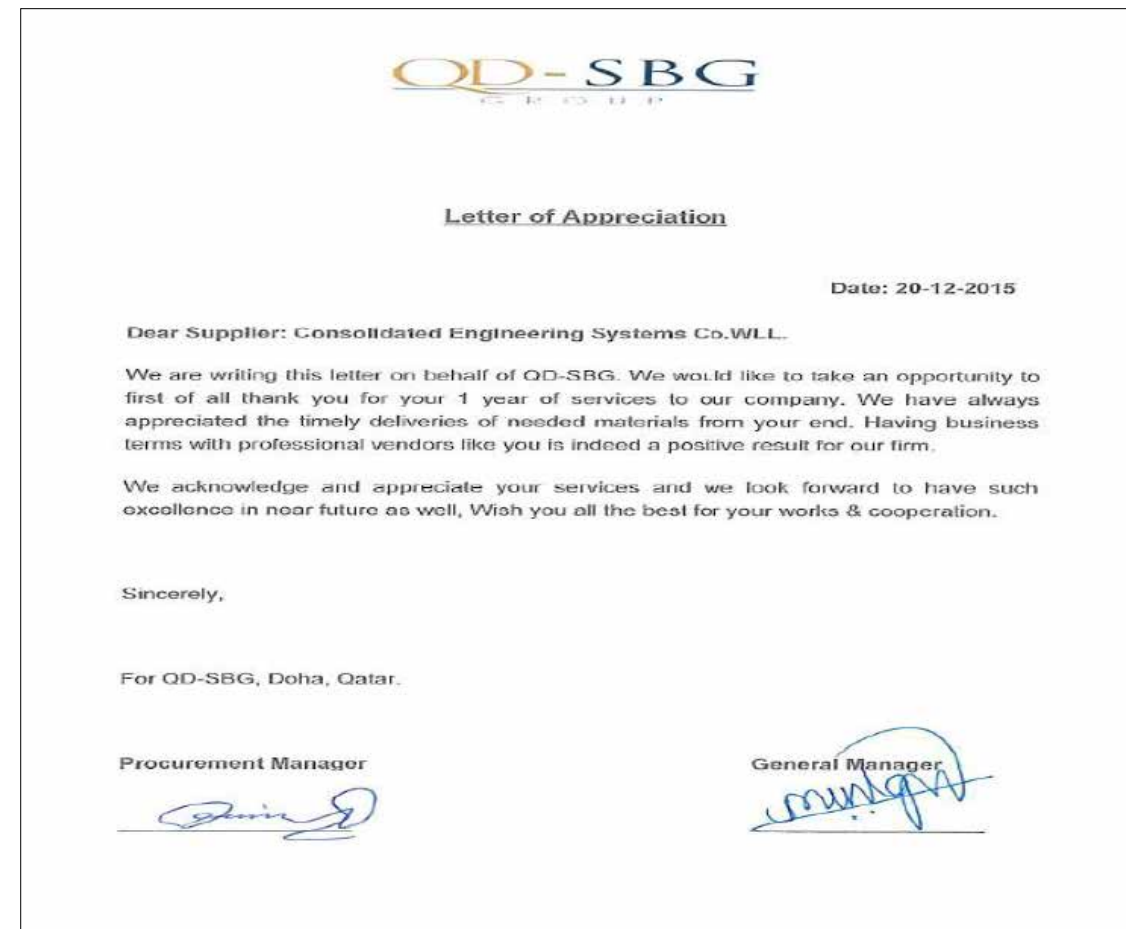 QD-SBG
GROUP
Letter of Appreciation
Date: 20-12-2015
Dear Supplier: Consolidated Engineering Systems Co.WLL.
We are writing this letter on behalf of QD-SBG. We would like to take an opportunity to
first of all thank you for your 1 year of services to our company. We have always
appreciated the timely deliveries of needed materials from your end. Having business
terms with professional vendors like you is indeed a positive result for our firm.
We acknowledge and appreciate your services and we look forward to have such
excellence in near future as well, Wish you all the best for your works & cooperation.
Sincerely,
For QD-SBG, Doha, Qatar.
Procurement Manager
General Manager